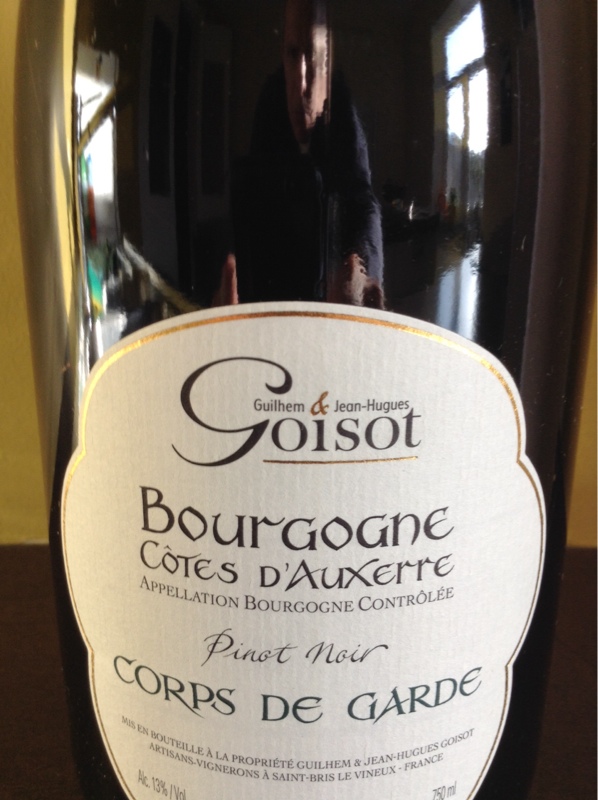 Guilhem & Jean-Hugues
Goisot
Bourgogne
Côtes d'Auxerre
Appellation Bourgogne Contrôlée
Pinot Noir
Corps de Garde
MIS EN BOUTEILLE À LA PROPRIÉTÉ GUILHEM & JEAN-HUGUES GOISOT
ARTISANS-VIGNERONS À SAINT-BRIS LE VINEUX - FRANCE
Alc. 13% / Vol. 750 ml